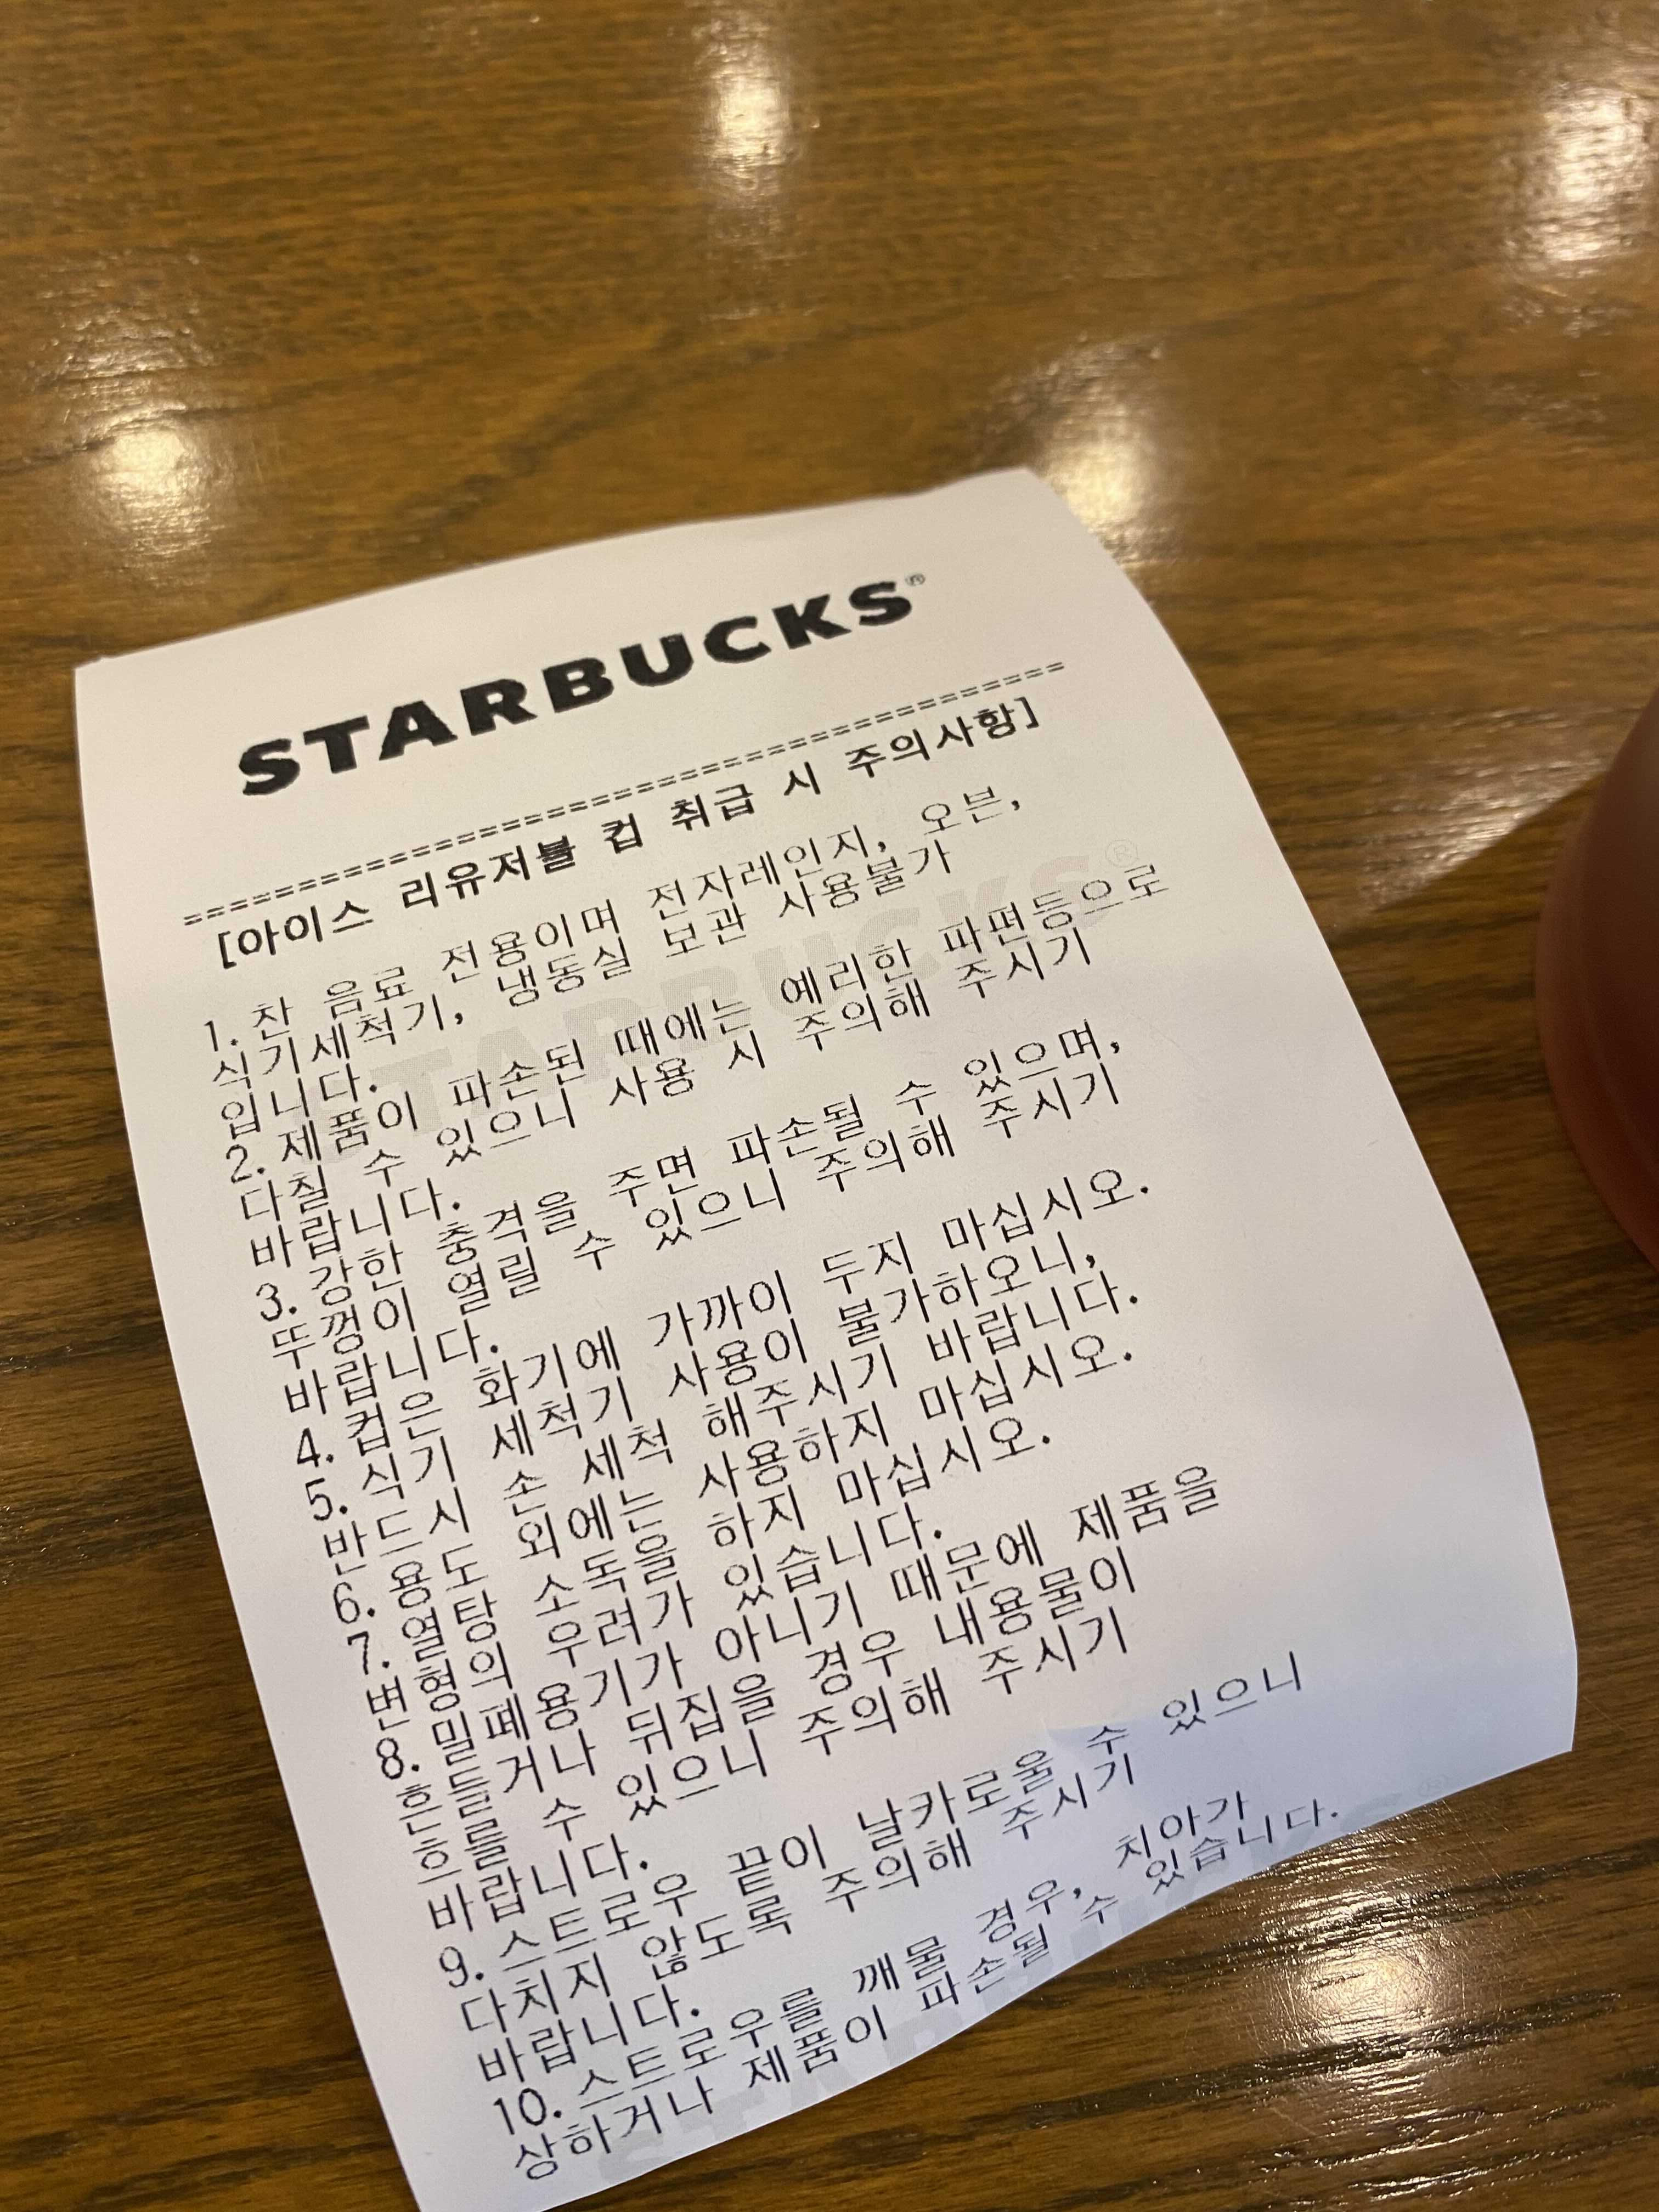 STARBUCKS®
[아이스 리유저블 컵 취급 시 주의사항]
1. 찬 음료 전용이며 전자레인지, 오븐,
식기세척기, 냉동실 보관 사용불가
입니다.
2. 제품이 파손된 때에는 예리한 파편등으로
다칠 수 있으니 사용 시 주의해 주시기
바랍니다.
3. 강한 충격을 주면 파손될 수 있으며,
뚜껑이 열릴 수 있으니 주의해 주시기
바랍니다.
4. 컵은 화기에 가까이 두지 마십시오.
5. 식기 세척기 사용이 불가하오니,
반드시 손 세척 해주시기 바랍니다.
6. 용도 외에는 사용하지 마십시오.
7. 열탕 소독을 하지 마십시오.
변형의 우려가 있습니다.
8. 밀폐용기가 아니기 때문에 제품을
흔들거나 뒤집을 경우 내용물이
흐를 수 있으니 주의해 주시기
바랍니다.
9. 스트로우 끝이 날카로울 수 있으니
다치지 않도록 주의해 주시기
바랍니다.
10. 스트로우를 깨물 경우, 치아가
상하거나 제품이 파손될 수 있습니다.